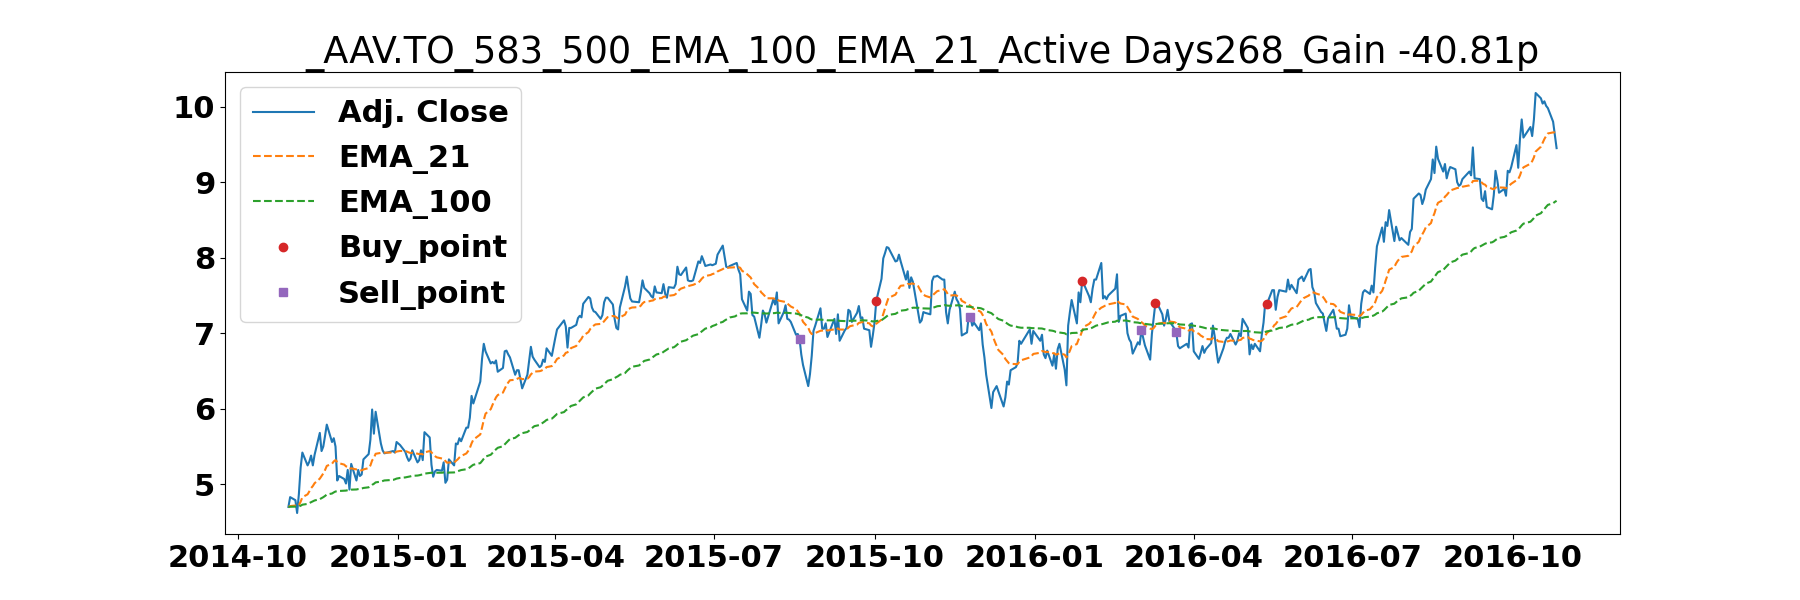 _AAV.TO_583_500_EMA_100_EMA_21_Active Days268_Gain -40.81p
Adj. Close
EMA_21
EMA_100
Buy_point
Sell_point
10
9
8
7
6
5
2014-10 2015-01 2015-04 2015-07 2015-10 2016-01 2016-04 2016-07 2016-10